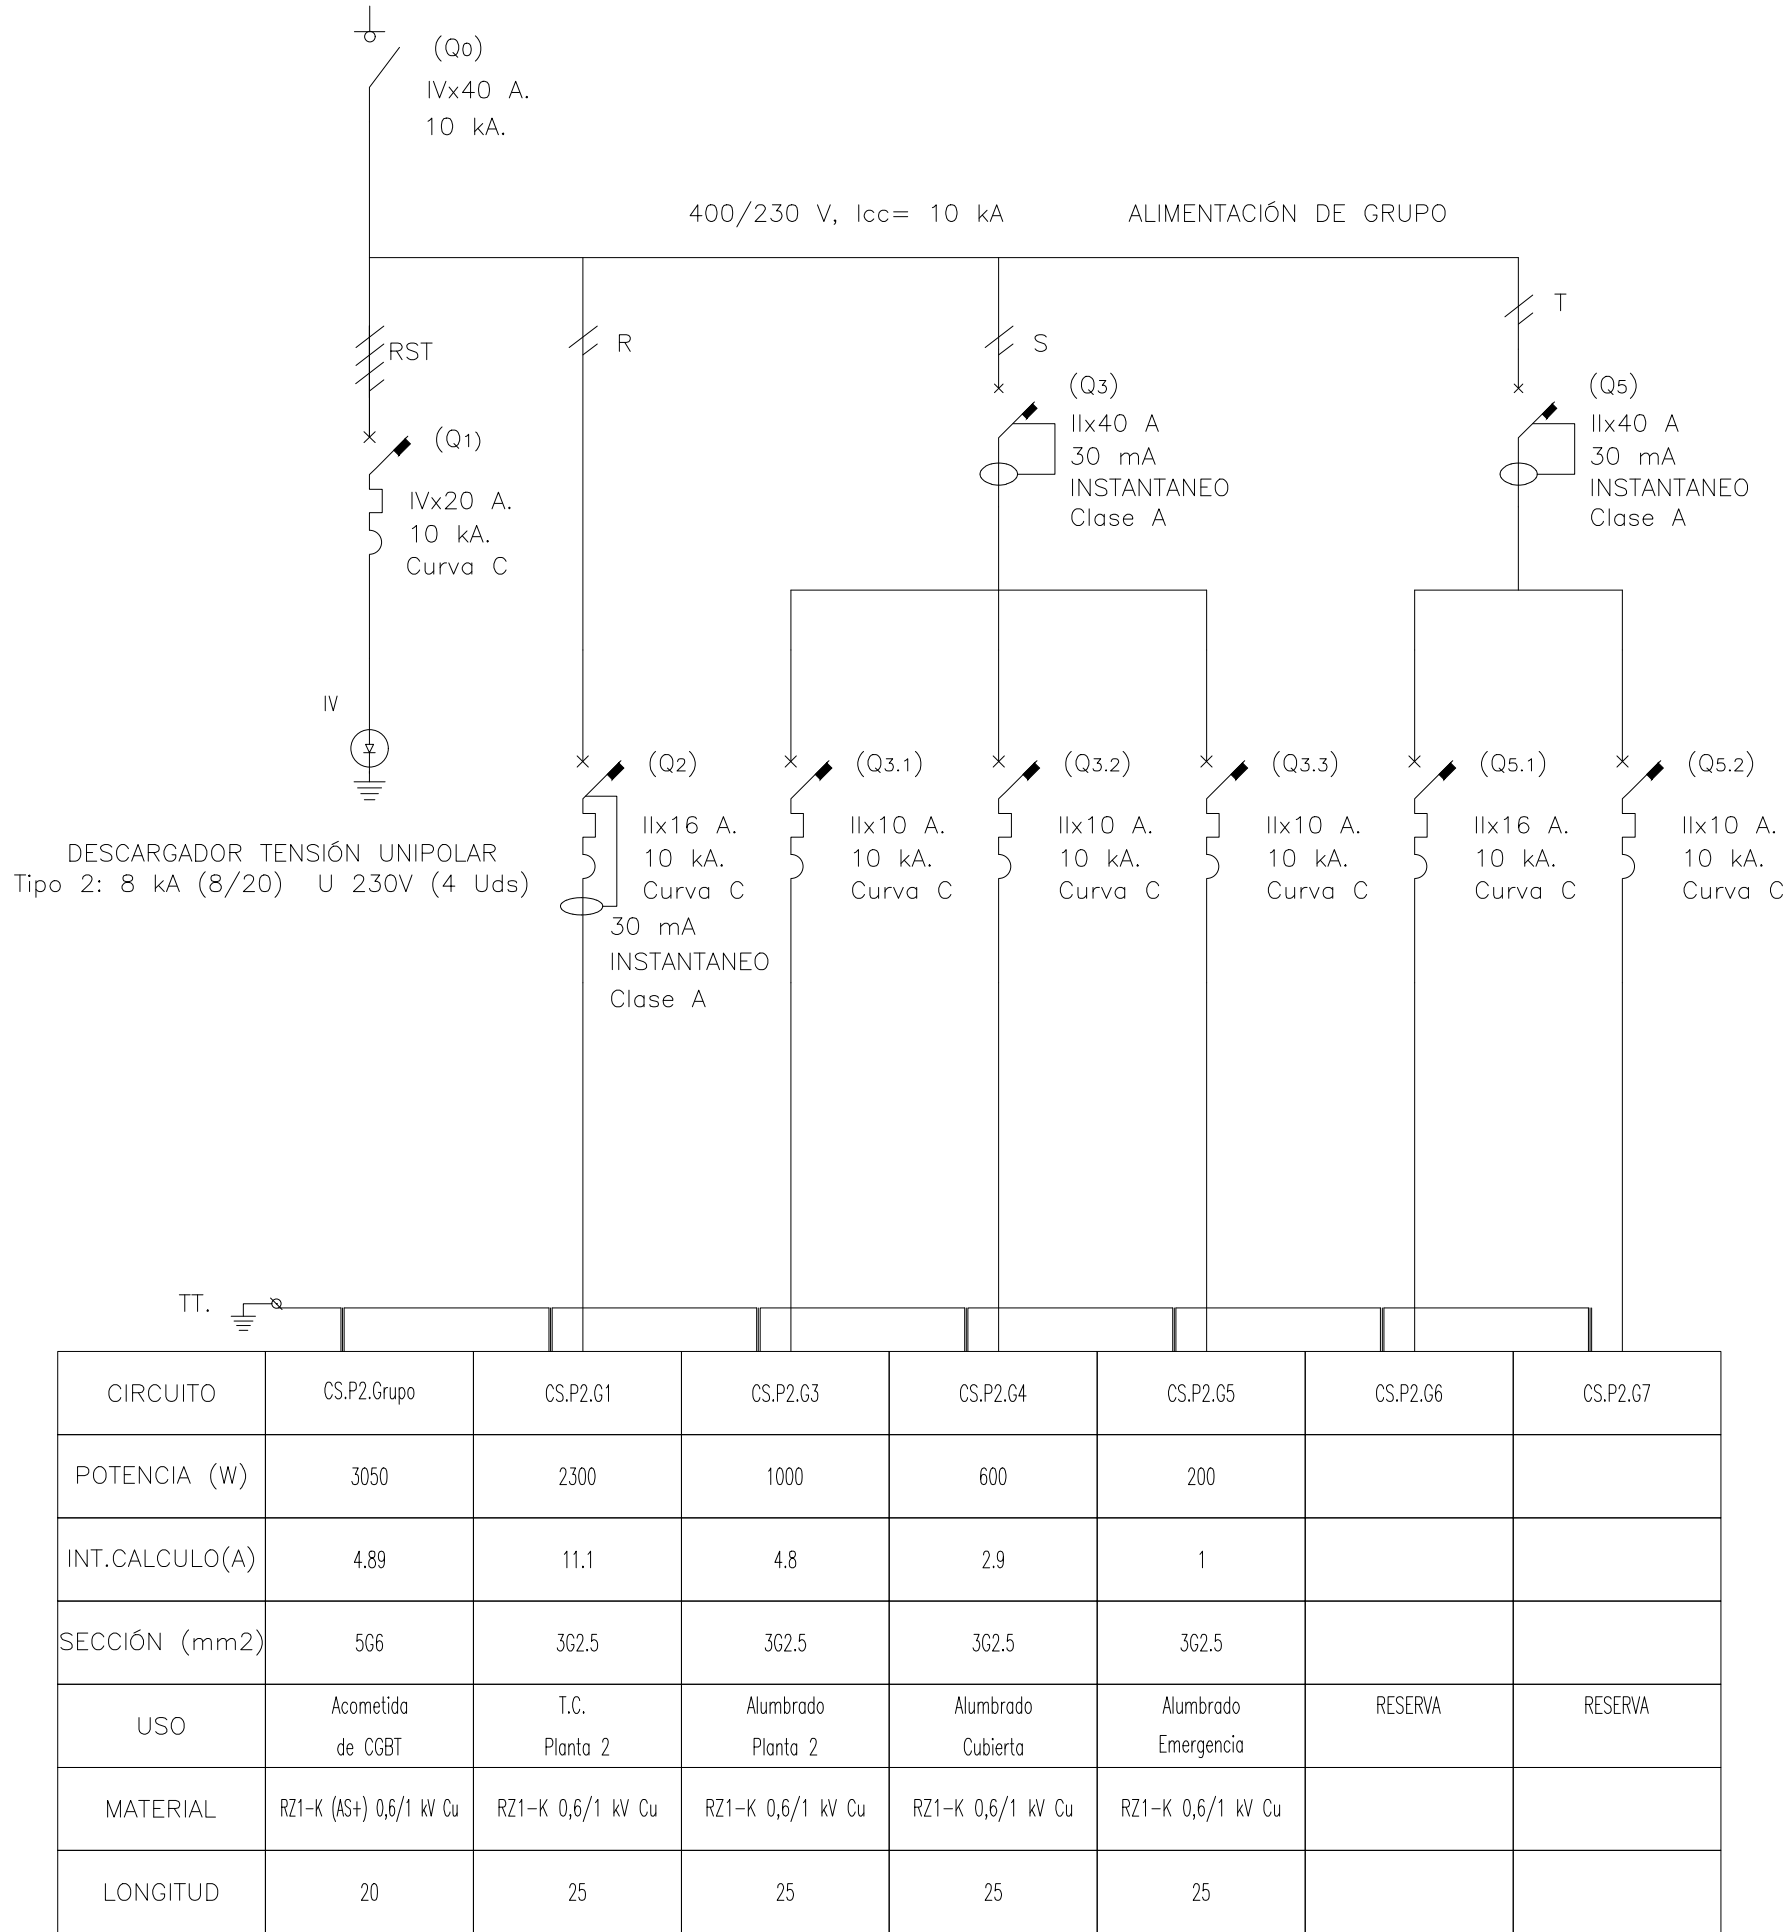 (Q0)
IVx40 A.
10 kA.
400/230 V, Icc= 10 kA
ALIMENTACIÓN DE GRUPO
RST
R
S
T
(Q1)
IVx20 A.
10 kA.
Curva C
(Q3)
IIx40 A
30 mA
INSTANTANEO
Clase A
(Q5)
IIx40 A
30 mA
INSTANTANEO
Clase A
IV
DESCARGADOR TENSIÓN UNIPOLAR
Tipo 2: 8 kA (8/20) U 230V (4 Uds)
(Q2)
IIx16 A.
10 kA.
Curva C
30 mA
INSTANTANEO
Clase A
(Q3.1)
IIx10 A.
10 kA.
Curva C
(Q3.2)
IIx10 A.
10 kA.
Curva C
(Q3.3)
IIx10 A.
10 kA.
Curva C
(Q5.1)
IIx16 A.
10 kA.
Curva C
(Q5.2)
IIx10 A.
10 kA.
Curva C
TT.
CIRCUITO CS.P2.Grupo CS.P2.G1 CS.P2.G3 CS.P2.G4 CS.P2.G5 CS.P2.G6 CS.P2.G7
POTENCIA (W) 3050 2300 1000 600 200
INT.CALCULO(A) 4.89 11.1 4.8 2.9 1
SECCIÓN (mm2) 5G6 3G2.5 3G2.5 3G2.5 3G2.5
USO
Acometida
de CGBT
T.C.
Planta 2
Alumbrado
Planta 2
Alumbrado
Cubierta
Alumbrado
Emergencia
RESERVA
RESERVA
MATERIAL RZ1-K (AS+) 0,6/1 kV Cu RZ1-K 0,6/1 kV Cu RZ1-K 0,6/1 kV Cu RZ1-K 0,6/1 kV Cu RZ1-K 0,6/1 kV Cu
LONGITUD 20 25 25 25 25